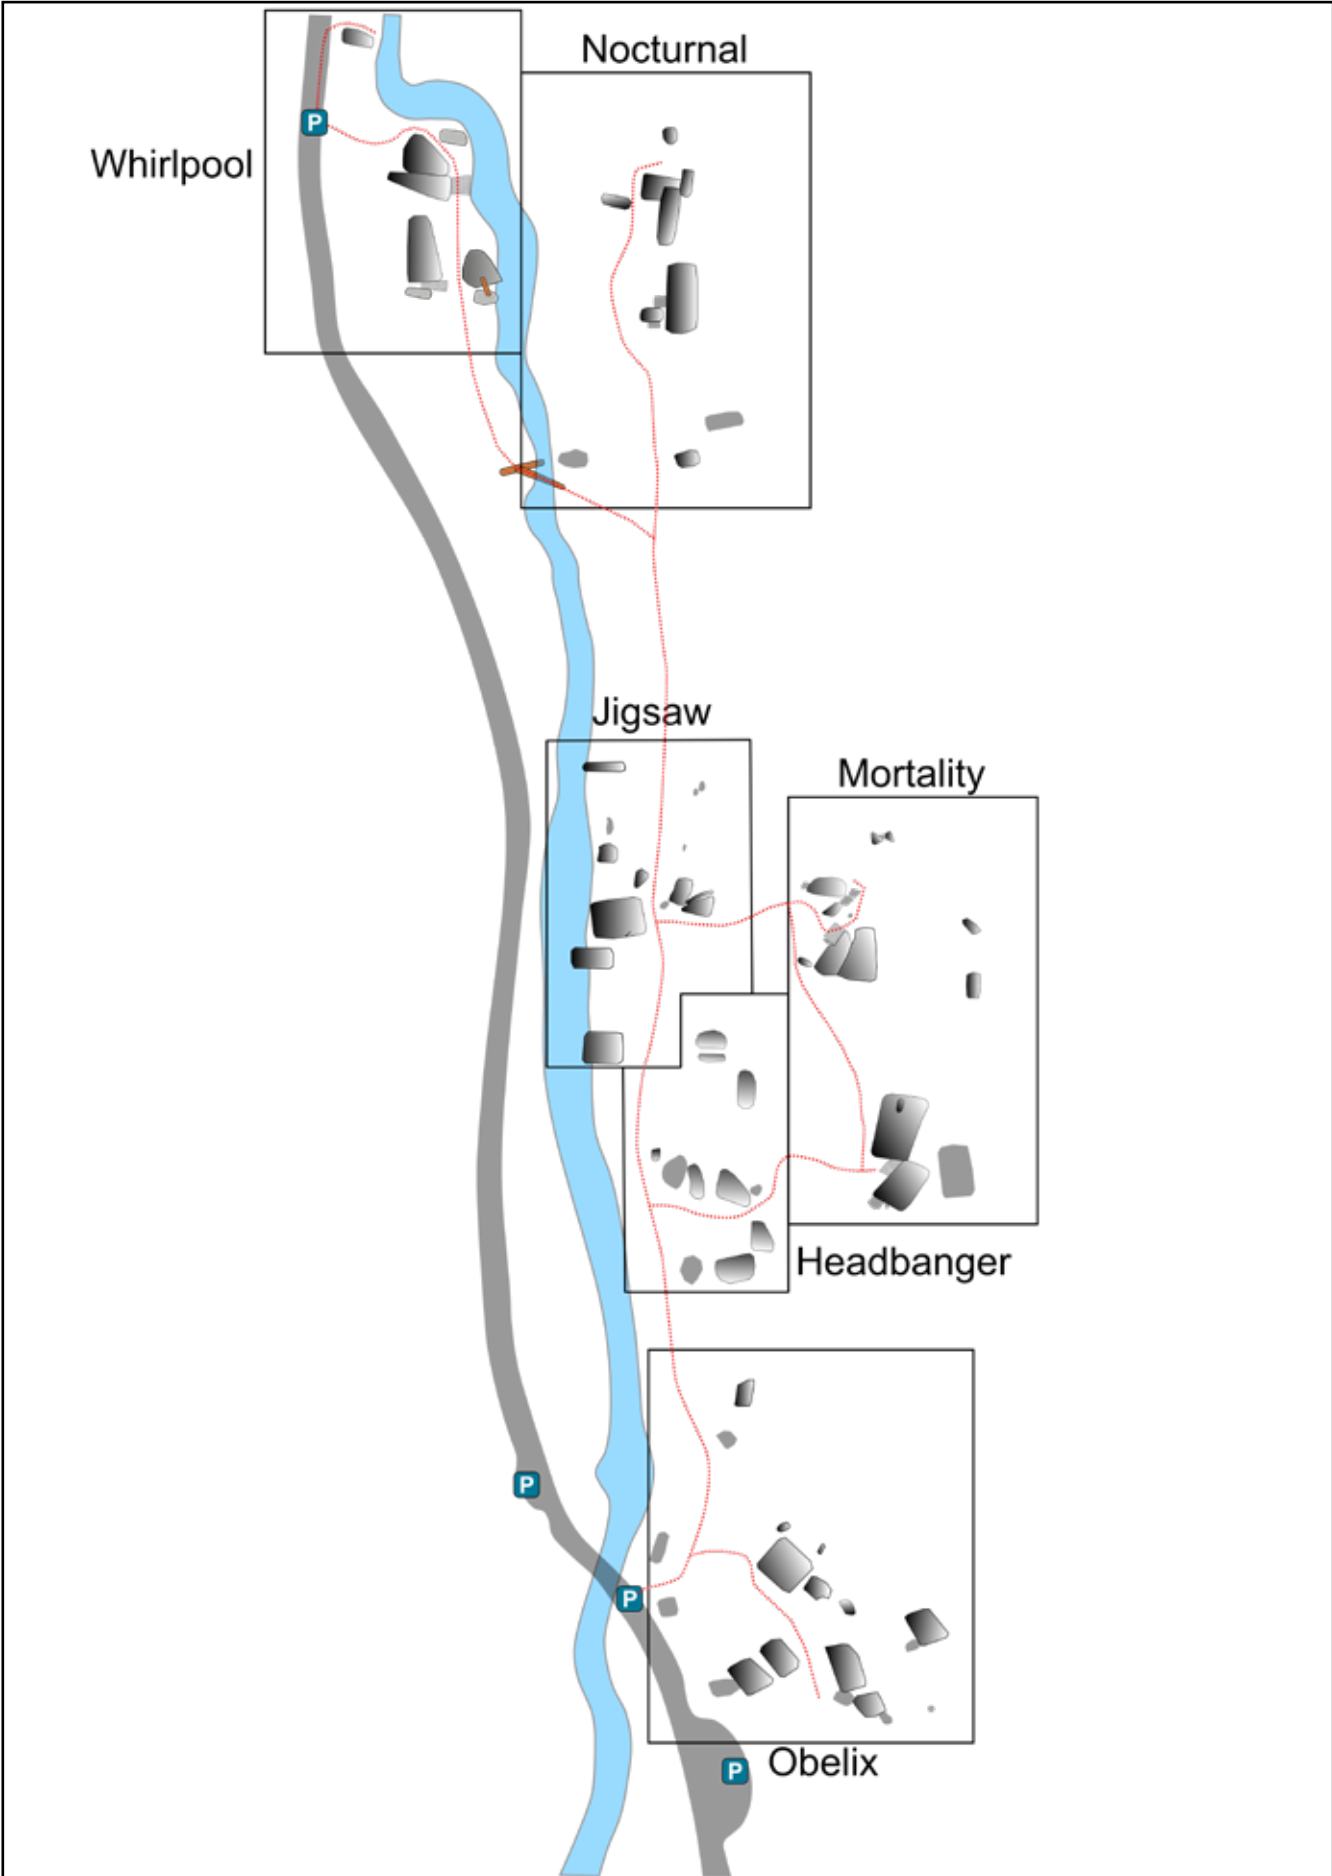 Nocturnal
P
Whirlpool
Jigsaw
Mortality
Headbanger
P
P
Obelix
P